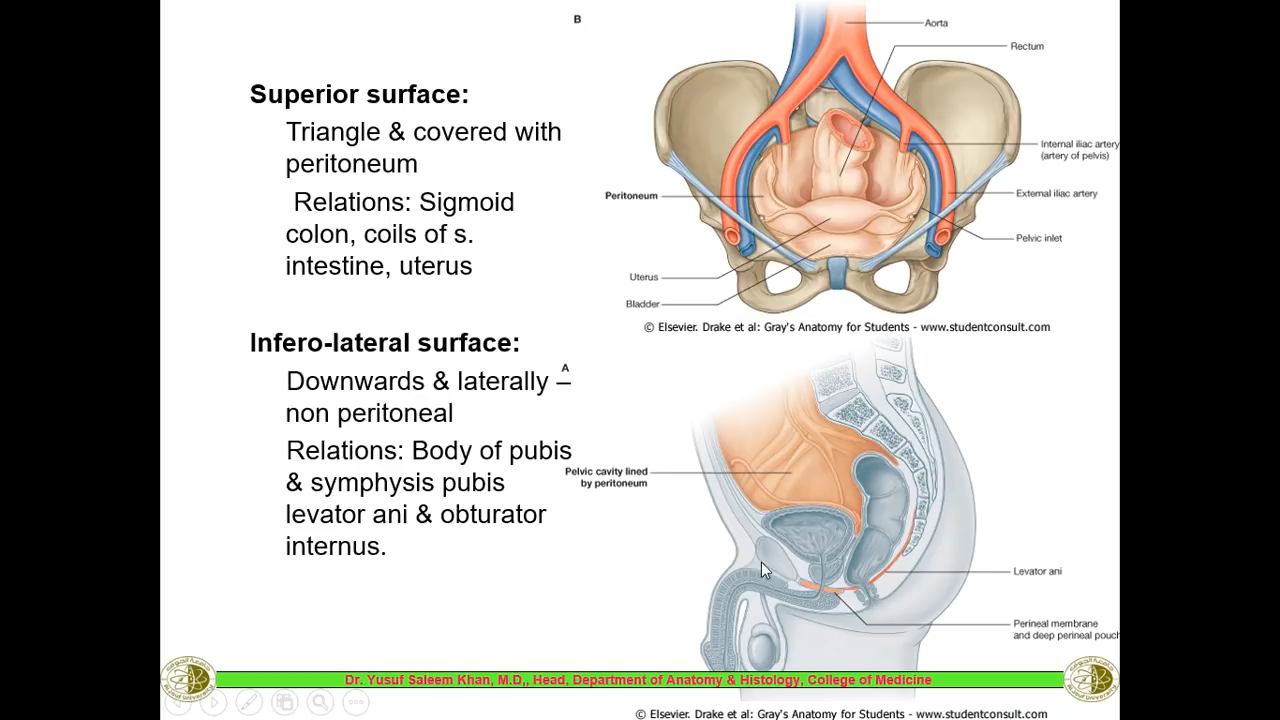 B
Superior surface:
Triangle & covered with
peritoneum
Relations: Sigmoid
colon, coils of s.
intestine, uterus
Infero-lateral surface:
Downwards & laterally –
non peritoneal
Relations: Body of pubis
& symphysis pubis
levator ani & obturator
internus.
Aorta
Rectum
Internal iliac artery
(artery of pelvis)
Peritoneum
External iliac artery
Pelvic inlet
Uterus
Bladder
© Elsevier. Drake et al: Gray's Anatomy for Students - www.studentconsult.com
A
Pelvic cavity lined
by peritoneum
Levator ani
Perineal membrane
and deep perineal pouch
Dr. Yusuf Saleem Khan, M.D,, Head, Department of Anatomy & Histology, College of Medicine
© Elsevier. Drake et al: Gray's Anatomy for Students - www.studentconsult.com